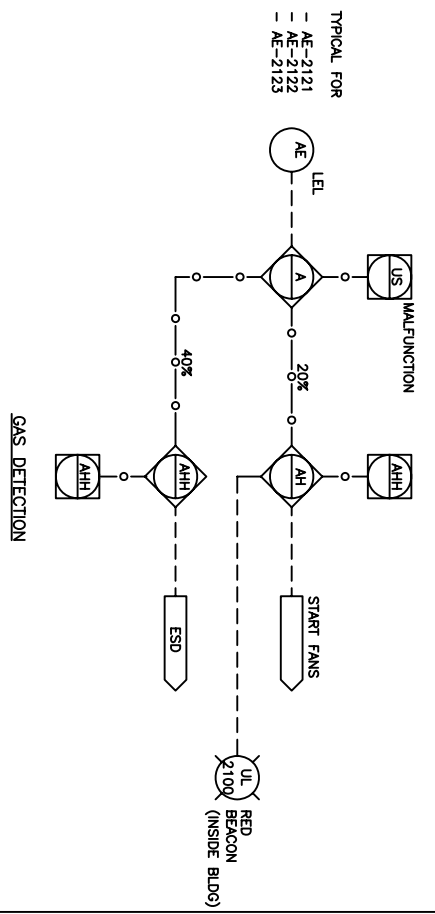 TYPICAL FOR
- AE-2121
- AE-2122
- AE-2123
AE
LEL
US
MALFUNCTION
A
20%
40%
AHH
AH
START FANS
AHH
AHH
ESD
UL
2100
RED
BEACON
(INSIDE BLDG)
GAS DETECTION